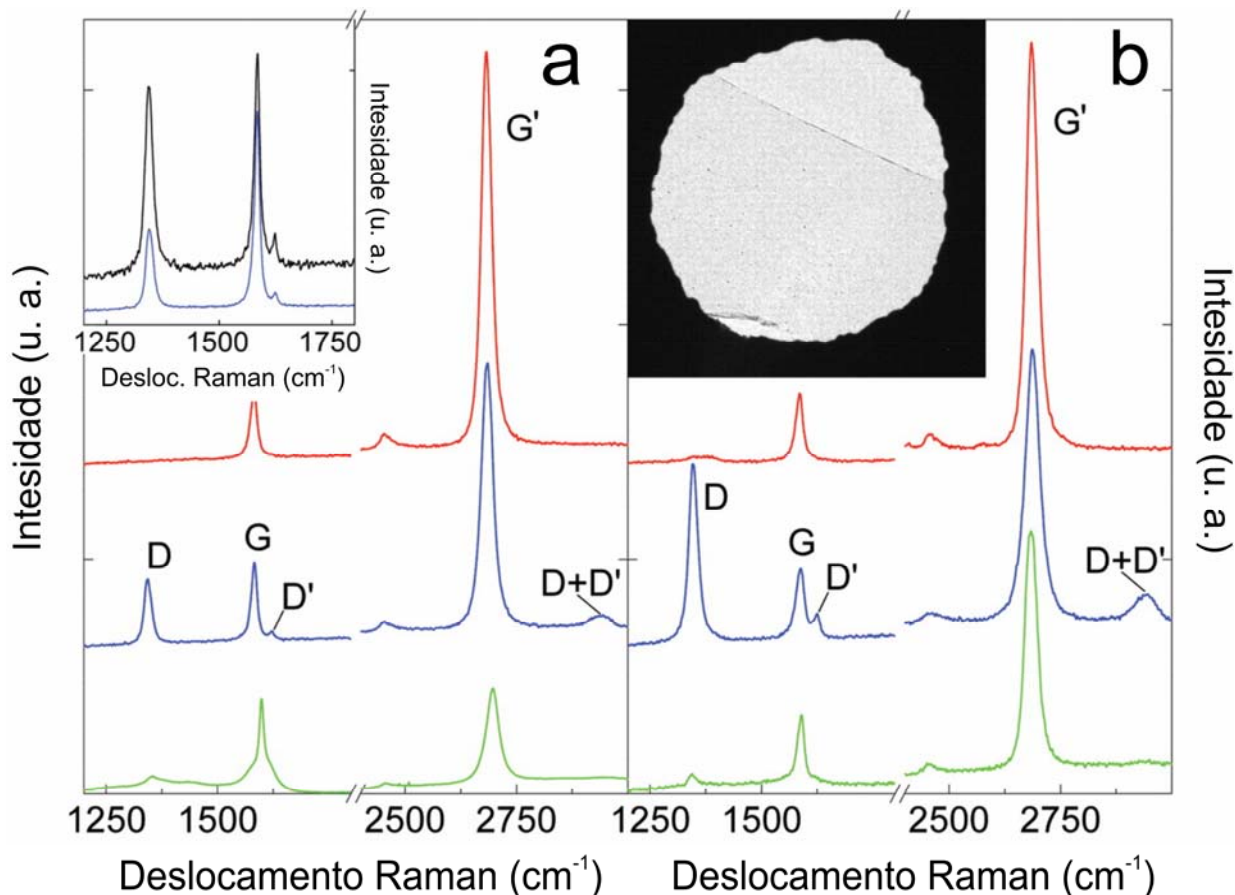 a
b
Intesidade (u. a.)
1250 1500 1750
Desloc. Raman (cm⁻¹)
G'
G'
Intesidade (u. a.)
Intesidade (u. a.)
D
G
D'
D+D'
D
G
D'
D+D'
1250 1500 2500 2750
1250 1500 2500 2750
Deslocamento Raman (cm⁻¹)
Deslocamento Raman (cm⁻¹)